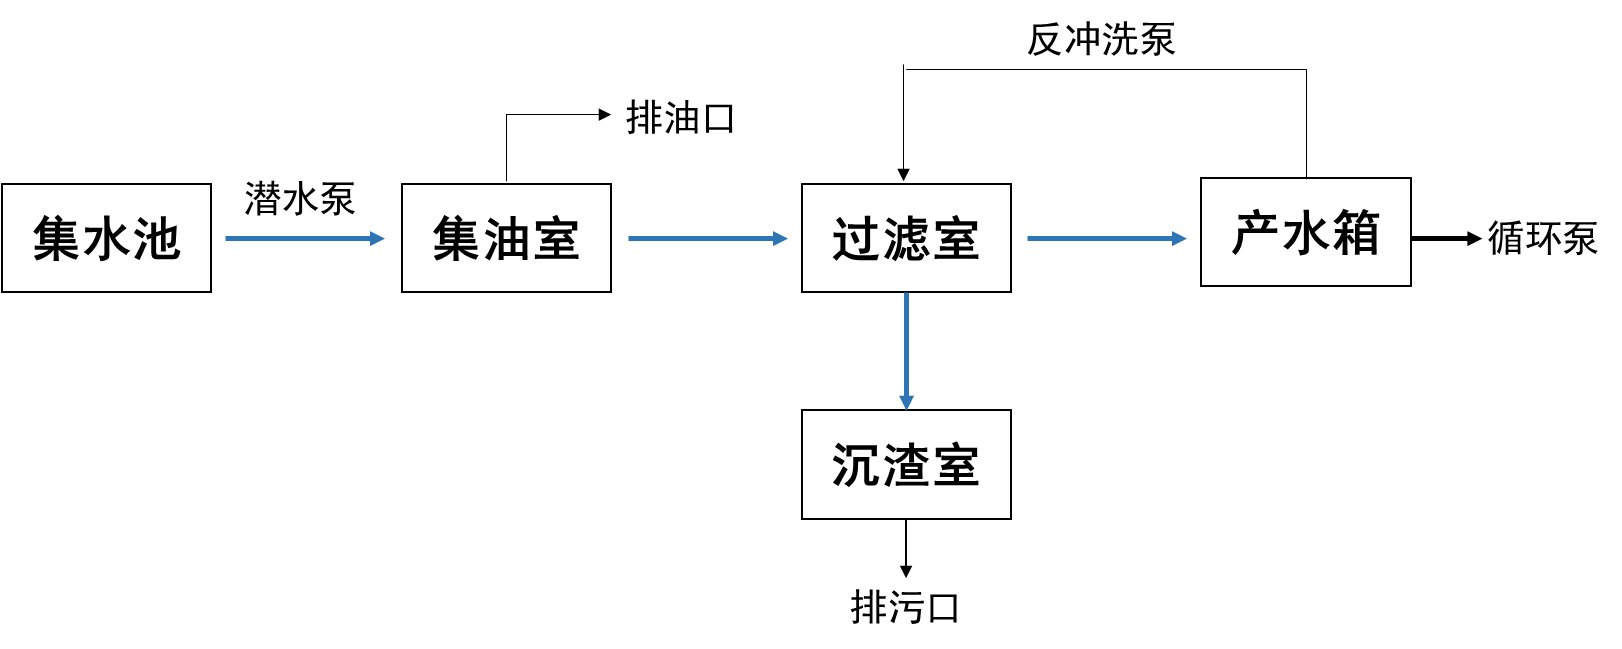 反冲洗泵
排油口
潜水泵
集水池
集油室
过滤室
产水箱
循环泵
沉渣室
排污口